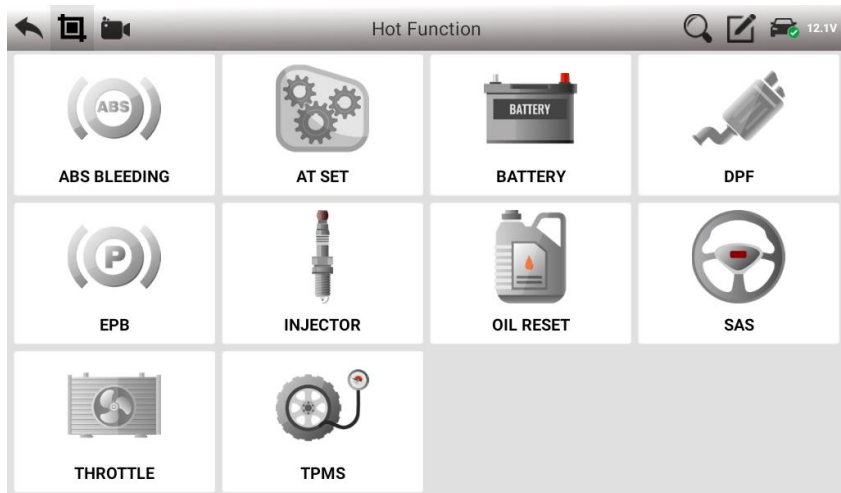 Hot Function
12.1V
ABS
BATTERY
ABS BLEEDING
AT SET
BATTERY
DPF
P
EPB
INJECTOR
OIL RESET
SAS
THROTTLE
TPMS